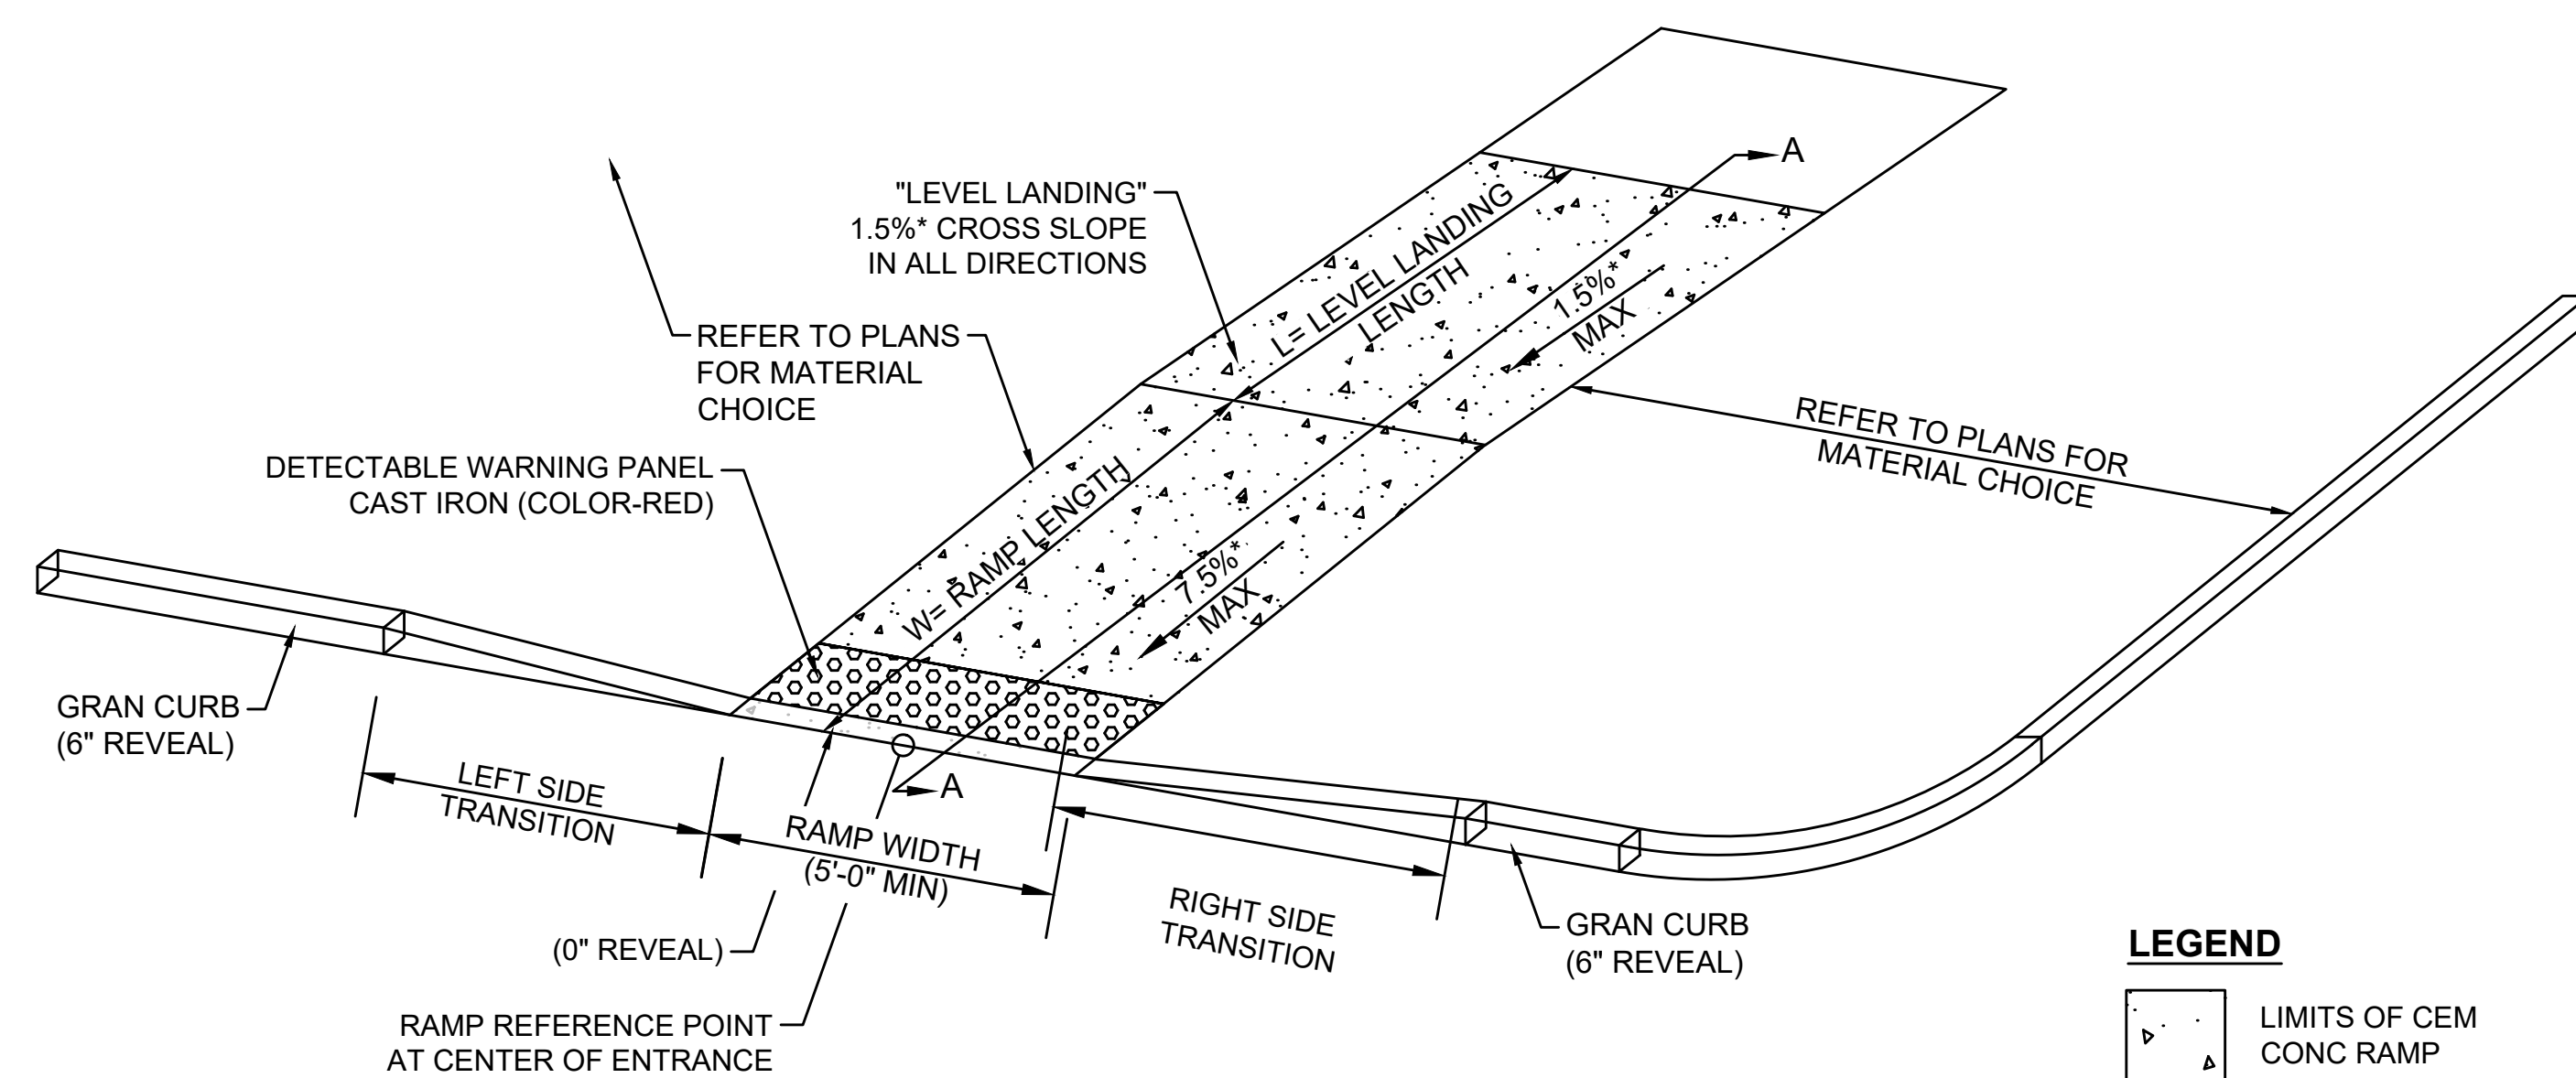 A
"LEVEL LANDING"
1.5%* CROSS SLOPE
IN ALL DIRECTIONS
L= LEVEL LANDING
LENGTH
1.5%*
MAX
REFER TO PLANS
FOR MATERIAL
CHOICE
REFER TO PLANS FOR
MATERIAL CHOICE
DETECTABLE WARNING PANEL
CAST IRON (COLOR-RED)
W= RAMP LENGTH
7.5%*
MAX
GRAN CURB
(6" REVEAL)
LEFT SIDE
TRANSITION
A
RAMP WIDTH
(5'-0" MIN)
RIGHT SIDE
TRANSITION
GRAN CURB
(6" REVEAL)
(0" REVEAL)
RAMP REFERENCE POINT
AT CENTER OF ENTRANCE
LEGEND
LIMITS OF CEM
CONC RAMP